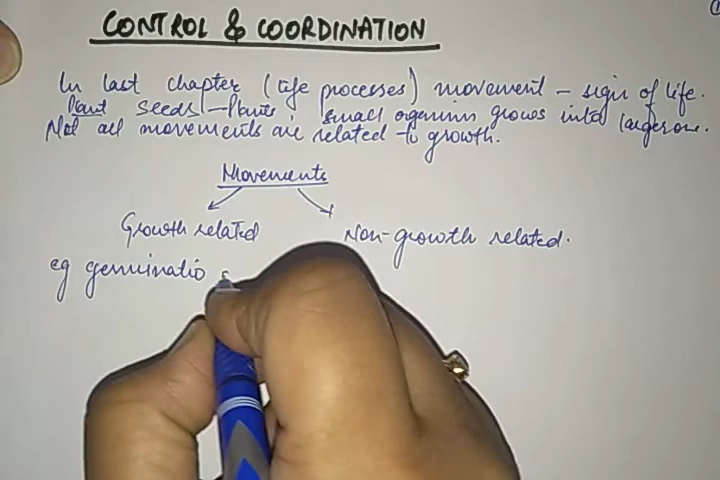 CONTROL & COORDINATION
In last chapter (Life processes) movement – sign of life.
Plant seeds – Plants, small organism grows into larger one.
Not all movements are related to growth.
Movements
Growth related Non-growth related.
eg germinatio